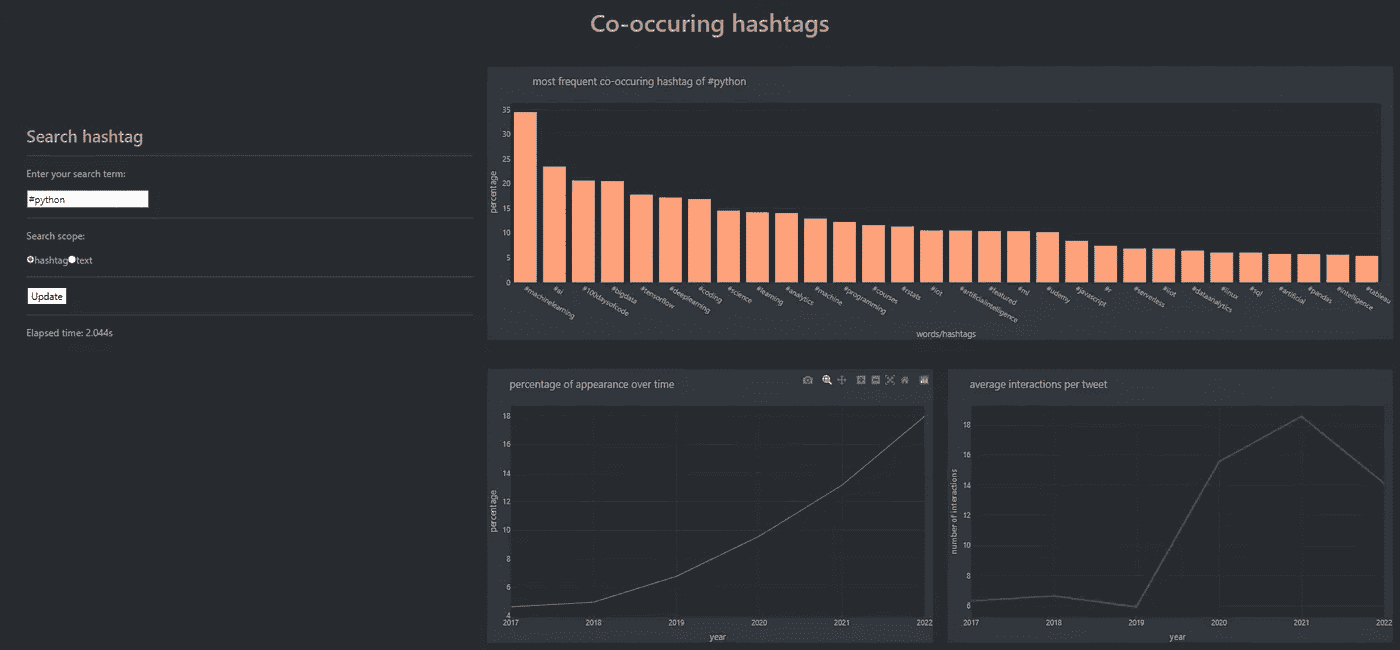 Co-occuring hashtags
Search hashtag
Enter your search term:
#python
Search scope:
hashtag text
Update
Elapsed time: 2.044s
most frequent co-occuring hashtag of #python
percentage
35
30
25
20
15
10
5
0
#machinelearning
#ai
#100daysofcode
#bigdata
#tensorflow
#deeplearning
#coding
#science
#learning
#analytics
#machine
#programming
#courses
#rstats
#iot
#artificialintelligence
#featured
#ml
#udemy
#javascript
#r
#serverless
#dataanalytics
#linux
#sql
#artificial
#pandas
#intelligence
#tableau
words/hashtags
percentage of appearance over time
percentage
18
16
14
12
10
8
6
4
2017 2018 2019 2020 2021 2022
year
average interactions per tweet
number of interactions
18
16
14
12
10
8
6
2017 2018 2019 2020 2021 2022
year